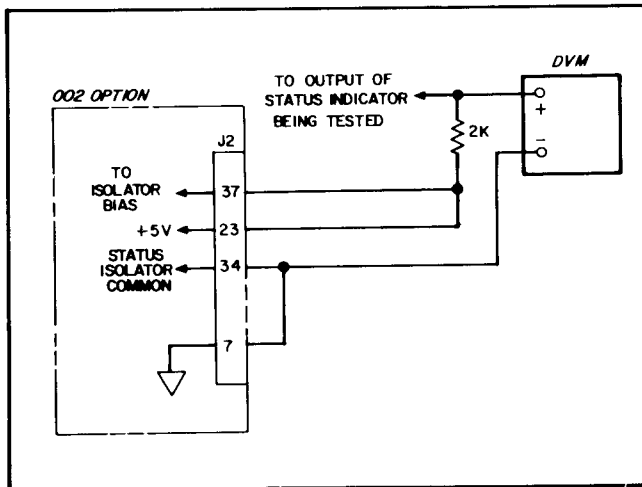 DVM
TO OUTPUT OF
STATUS INDICATOR
BEING TESTED
+
−
2K
002 OPTION
J2
TO
ISOLATOR
BIAS
37
+5V
23
STATUS
ISOLATOR
COMMON
34
7